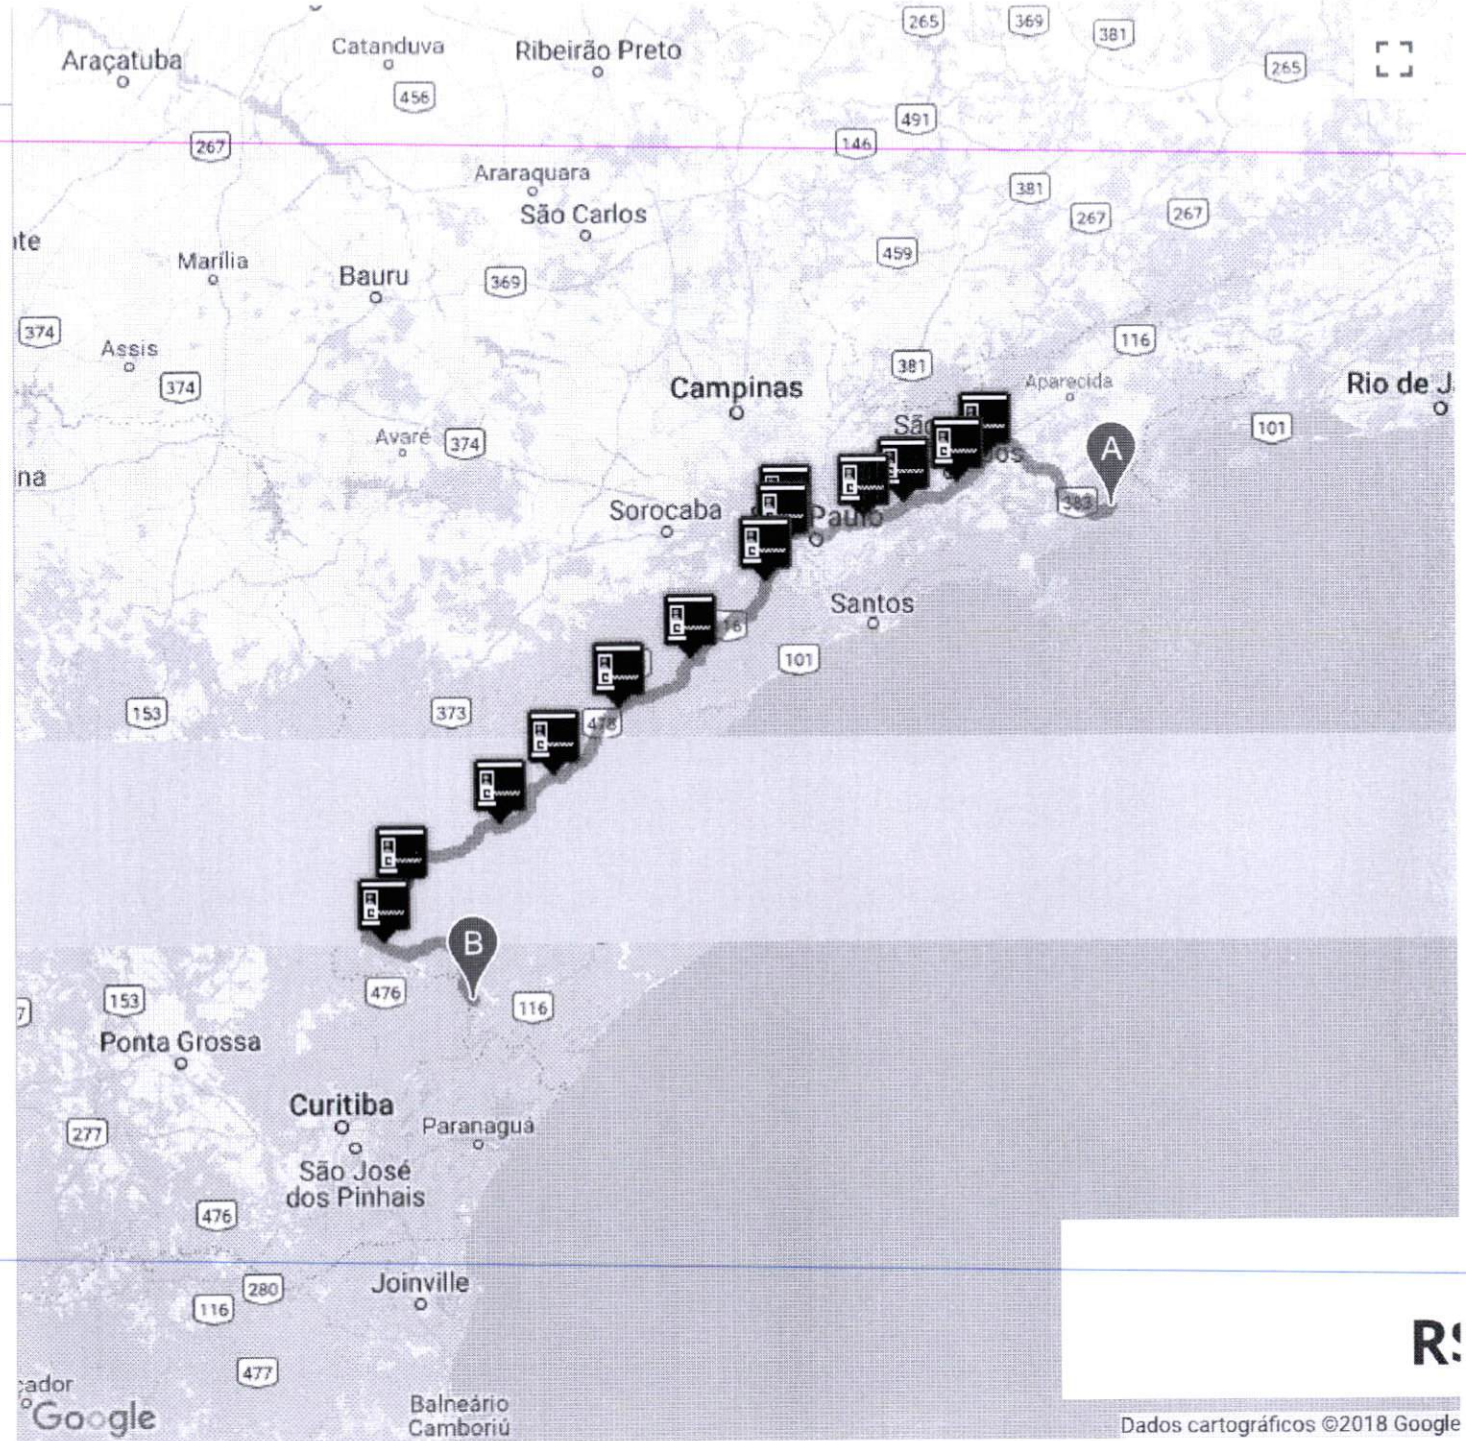 265
369
381
Araçatuba
Catanduva
Ribeirão Preto
265
456
491
146
267
Araraquara
381
São Carlos
267
267
459
Marília
Bauru
369
374
Assis
374
116
381
Campinas
Aparecida
Rio de J
Avaré
374
101
A
383
Sorocaba
Paulo
Santos
101
153
373
478
B
476
153
116
Ponta Grossa
Curitiba
Paranaguá
277
São José
dos Pinhais
476
280
Joinville
116
477
Balneário
Camboriú
Google
Dados cartográficos ©2018 Google